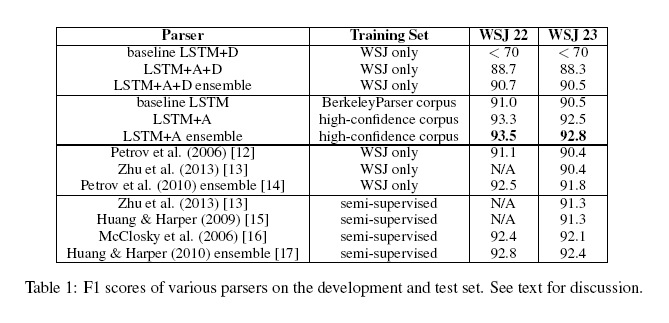 Parser Training Set WSJ 22 WSJ 23
baseline LSTM+D WSJ only < 70 < 70
LSTM+A+D WSJ only 88.7 88.3
LSTM+A+D ensemble WSJ only 90.7 90.5
baseline LSTM BerkeleyParser corpus 91.0 90.5
LSTM+A high-confidence corpus 93.3 92.5
LSTM+A ensemble high-confidence corpus 93.5 92.8
Petrov et al. (2006) [12] WSJ only 91.1 90.4
Zhu et al. (2013) [13] WSJ only N/A 90.4
Petrov et al. (2010) ensemble [14] WSJ only 92.5 91.8
Zhu et al. (2013) [13] semi-supervised N/A 91.3
Huang & Harper (2009) [15] semi-supervised N/A 91.3
McClosky et al. (2006) [16] semi-supervised 92.4 92.1
Huang & Harper (2010) ensemble [17] semi-supervised 92.8 92.4
Table 1: F1 scores of various parsers on the development and test set. See text for discussion.